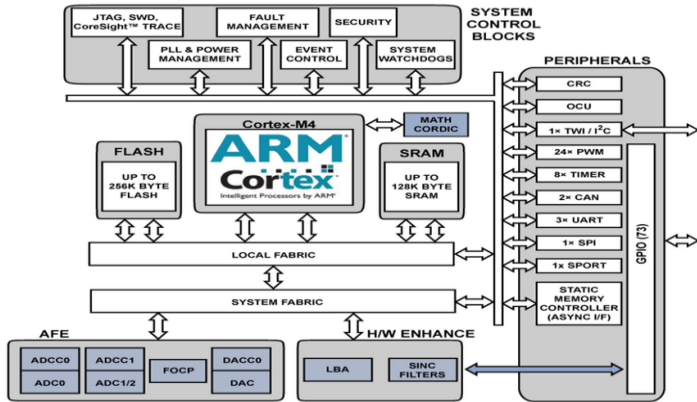 SYSTEM
CONTROL
BLOCKS
JTAG, SWD,
CoreSight™ TRACE
FAULT
MANAGEMENT
SECURITY
PLL & POWER
MANAGEMENT
EVENT
CONTROL
SYSTEM
WATCHDOGS
PERIPHERALS
CRC
OCU
1× TWI / I²C
24× PWM
8× TIMER
2× CAN
3× UART
1× SPI
1x SPORT
STATIC
MEMORY
CONTROLLER
(ASYNC I/F)
GPIO (73)
Cortex-M4
ARM®
Cortex™
Intelligent Processors by ARM®
MATH
CORDIC
FLASH
UP TO
256K BYTE
FLASH
SRAM
UP TO
128K BYTE
SRAM
LOCAL FABRIC
SYSTEM FABRIC
AFE
ADCC0
ADCC1
FOCP
DACC0
ADC0
ADC1/2
DAC
H/W ENHANCE
LBA
SINC
FILTERS